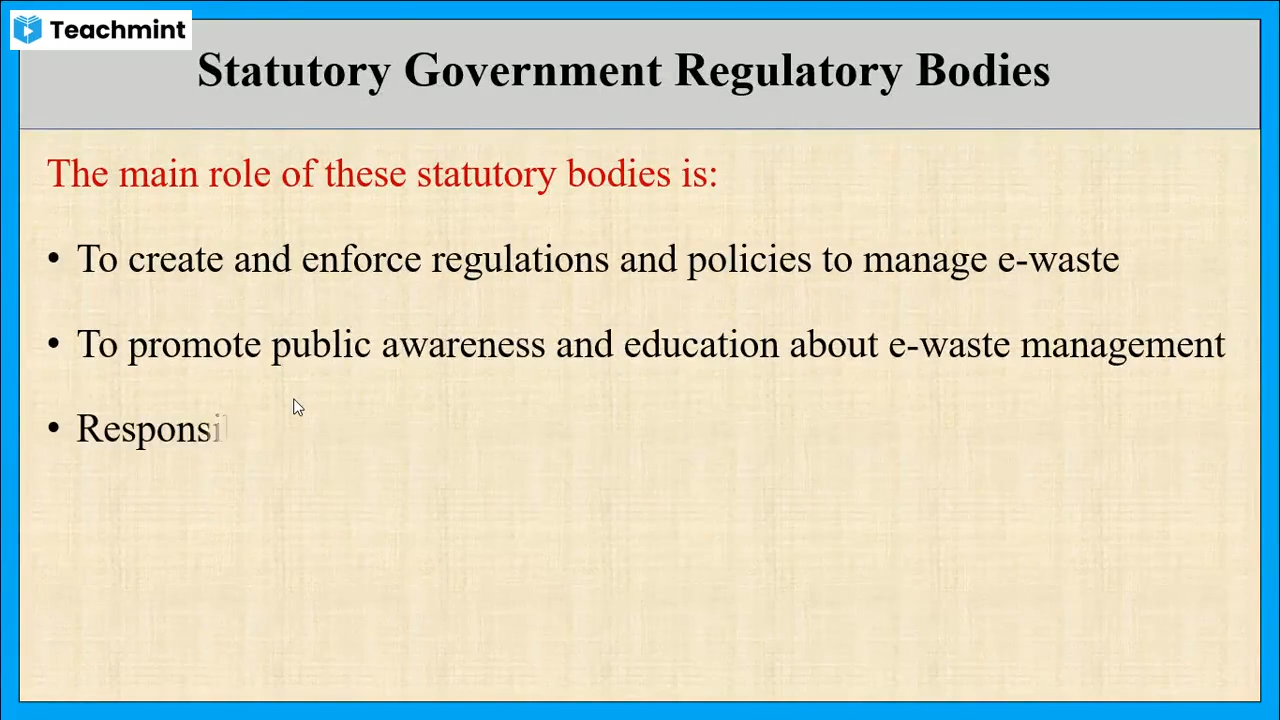 Teachmint
Statutory Government Regulatory Bodies
The main role of these statutory bodies is:
• To create and enforce regulations and policies to manage e-waste
• To promote public awareness and education about e-waste management
• Responsi